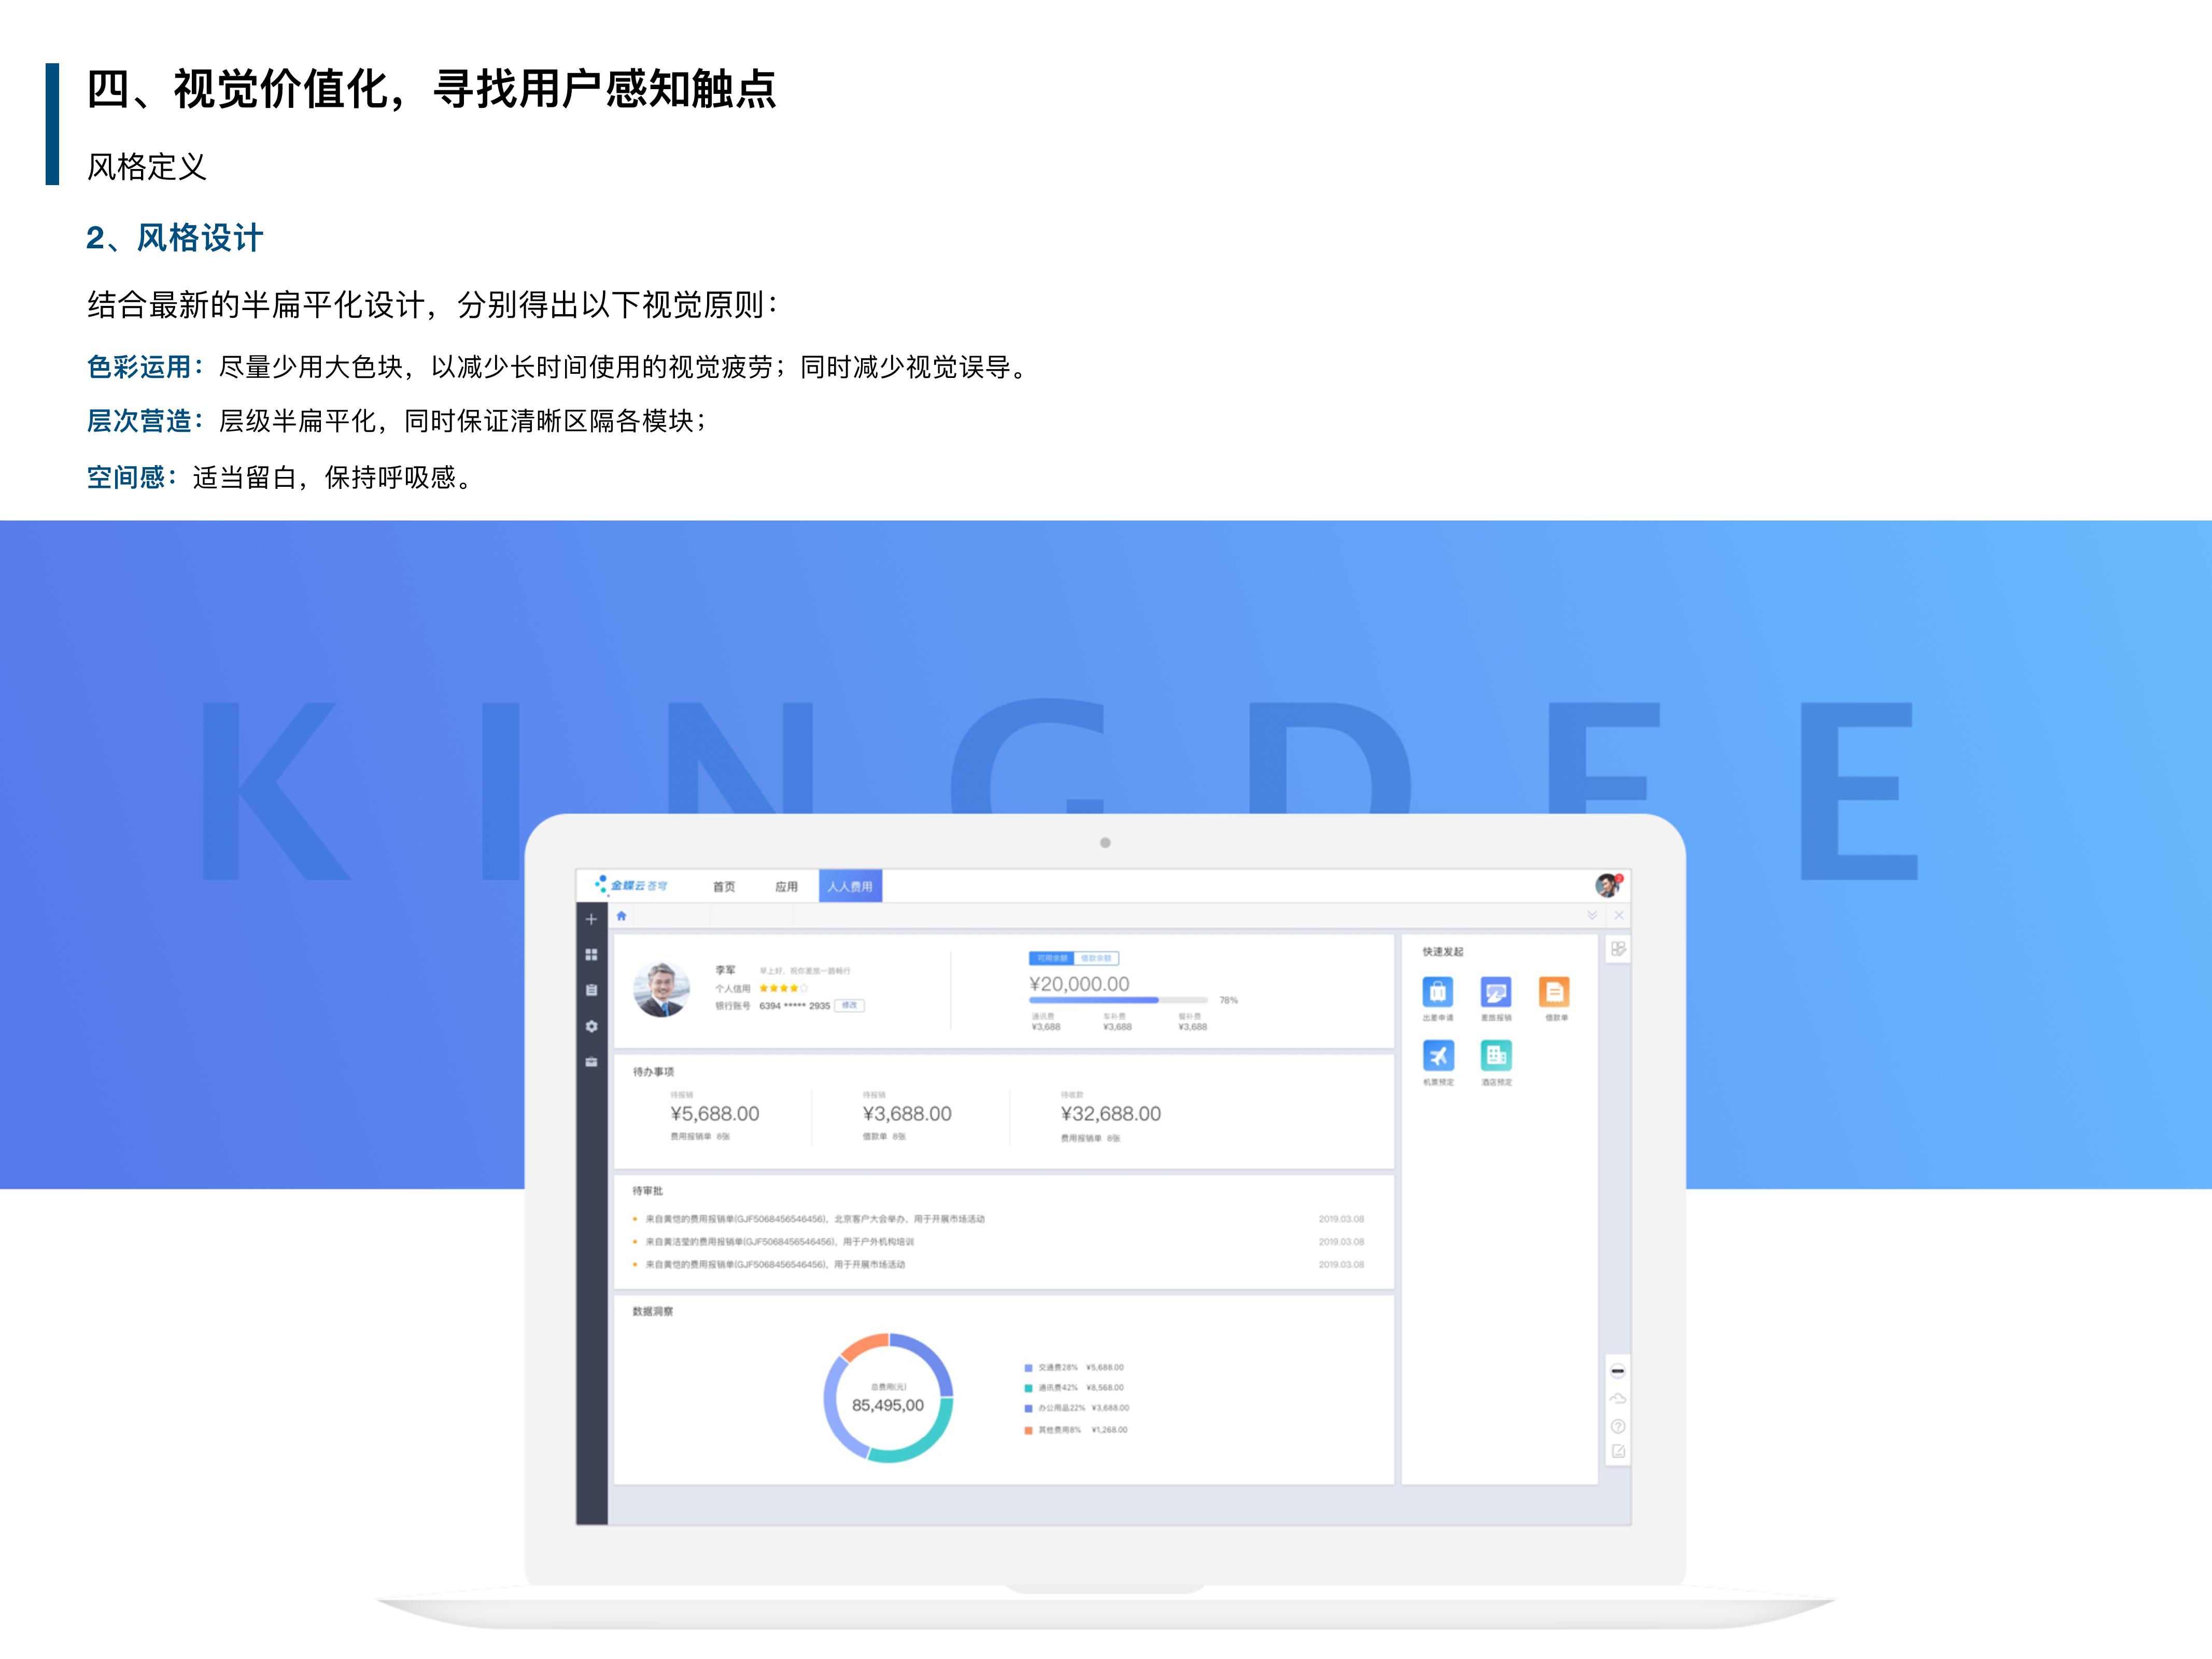 四、视觉价值化，寻找用户感知触点
风格定义
2、风格设计
结合最新的半扁平化设计，分别得出以下视觉原则：
色彩运用：尽量少用大色块，以减少长时间使用的视觉疲劳；同时减少视觉误导。
层次营造：层级半扁平化，同时保证清晰区隔各模块；
空间感：适当留白，保持呼吸感。
KINGDEE
金蝶云苍穹 首页 应用 人人费用
李军 早上好，祝你差旅一路畅行
个人信用
银行账号 6394 ***** 2935 修改
可用余额 借款余额
¥20,000.00
78%
通讯费 车补费 餐补费
¥3,688 ¥3,688 ¥3,688
快速发起
出差申请 差旅报销 借款单
机票预定 酒店预定
待办事项
待报销 待报销 待收款
¥5,688.00 ¥3,688.00 ¥32,688.00
费用报销单 8张 借款单 8张 费用报销单 8张
待审批
来自黄恺的费用报销单(GJF5068456546456)，北京客户大会举办，用于开展市场活动 2019.03.08
来自黄洁莹的费用报销单(GJF5068456546456)，用于户外机构培训 2019.03.08
来自黄恺的费用报销单(GJF5068456546456)，用于开展市场活动 2019.03.08
数据洞察
总费用(元)
85,495,00
交通费28% ¥5,688.00
通讯费42% ¥8,568.00
办公用品22% ¥3,688.00
其他费用8% ¥1,268.00